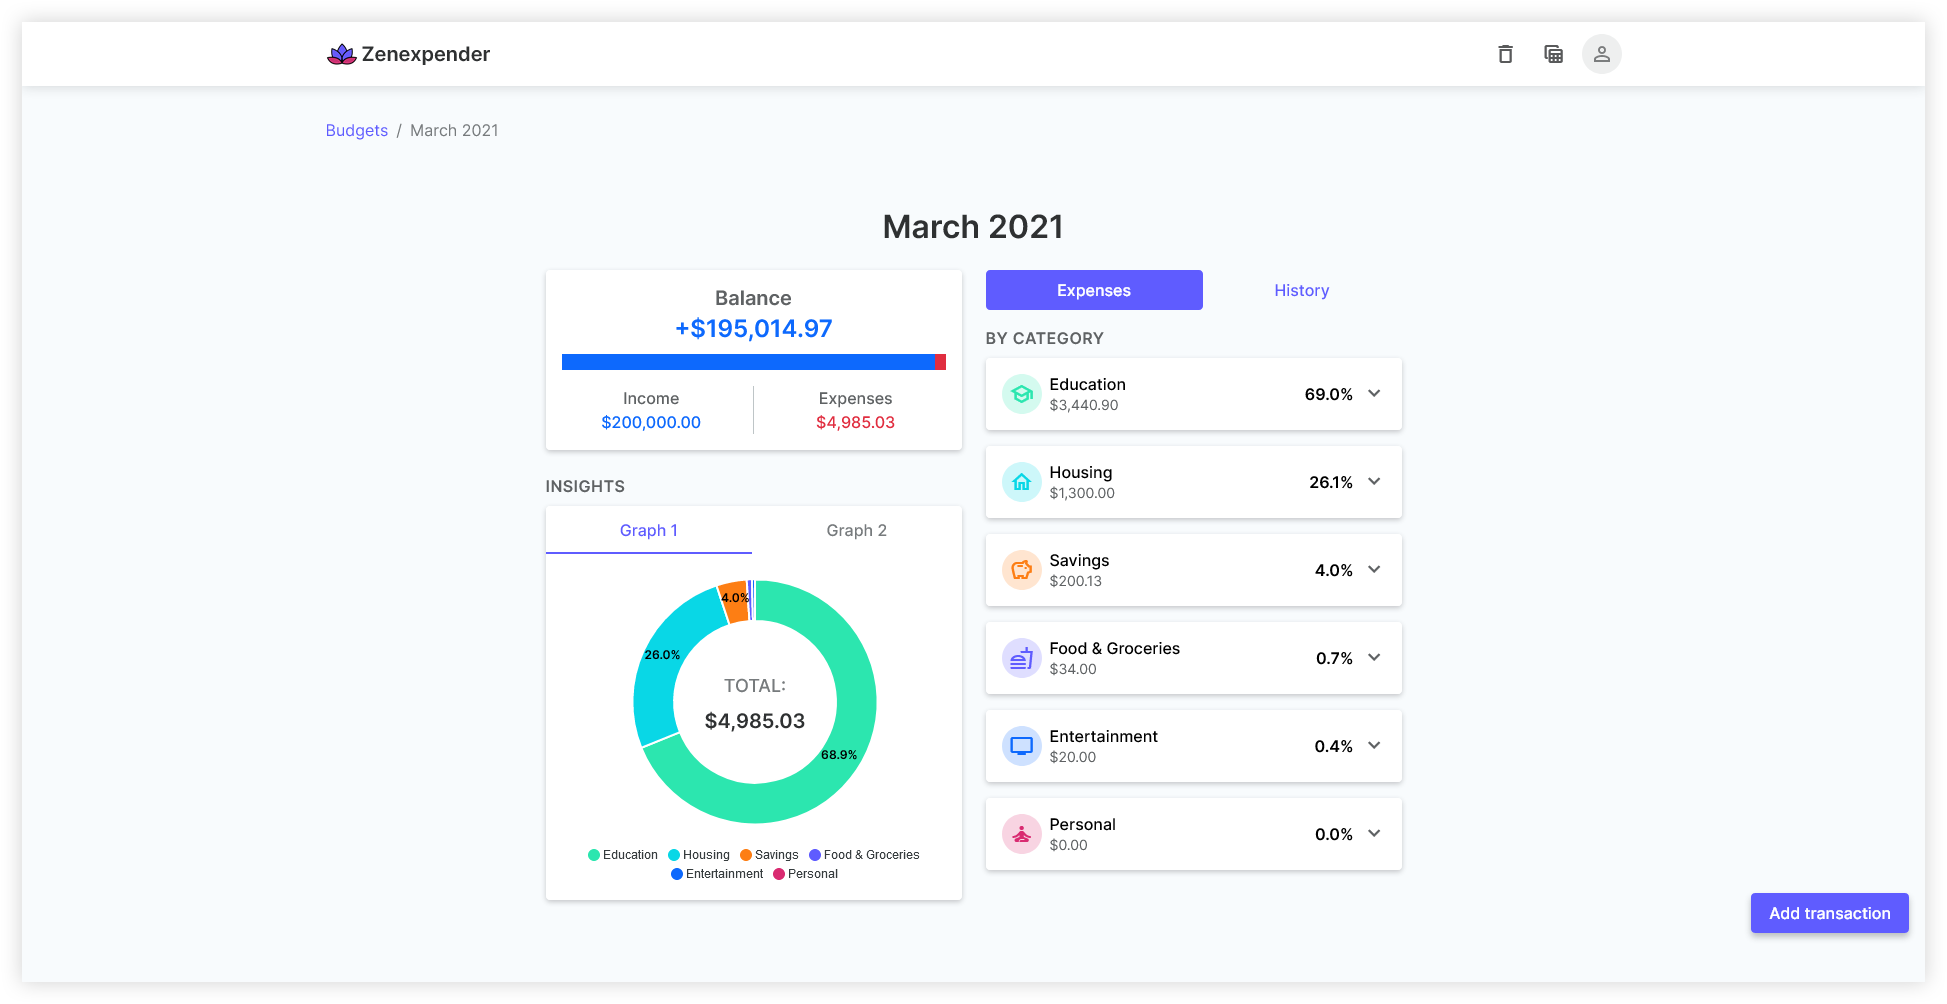 Zenexpender
Budgets / March 2021
March 2021
Balance
+$195,014.97
Income
$200,000.00
Expenses
$4,985.03
INSIGHTS
Graph 1
Graph 2
4.0%
26.0%
68.9%
TOTAL:
$4,985.03
Education Housing Savings Food & Groceries
Entertainment Personal
Expenses
History
BY CATEGORY
Education
$3,440.90
69.0%
Housing
$1,300.00
26.1%
Savings
$200.13
4.0%
Food & Groceries
$34.00
0.7%
Entertainment
$20.00
0.4%
Personal
$0.00
0.0%
Add transaction